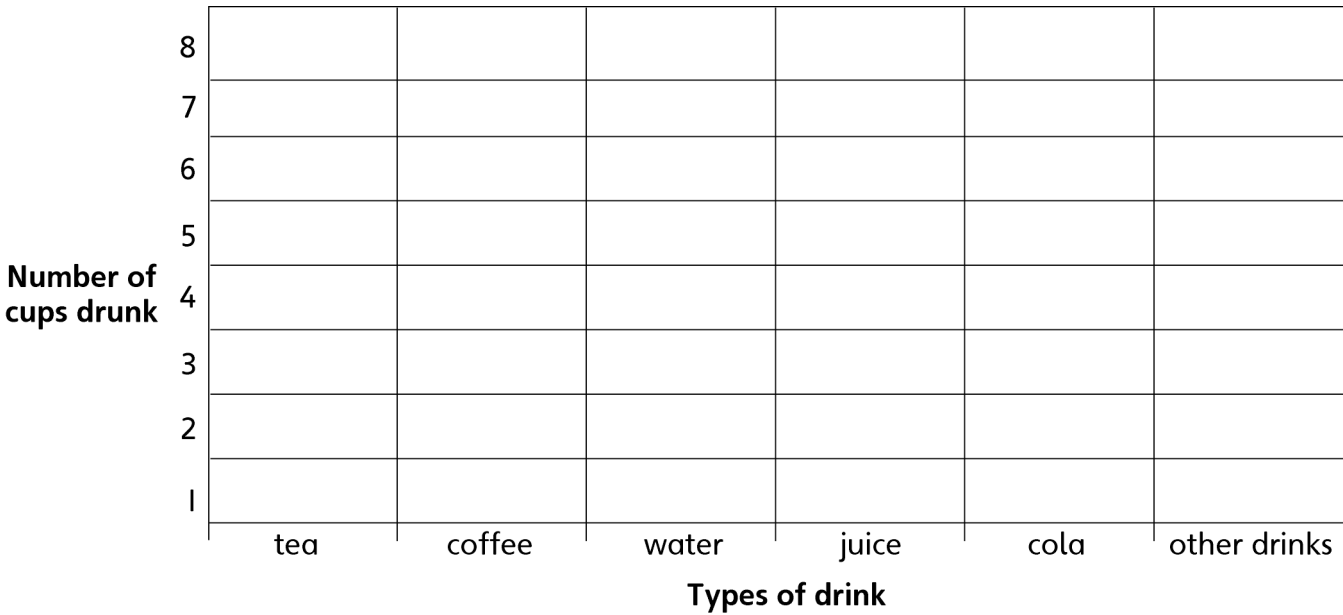 8
7
6
5
Number of
cups drunk
4
3
2
1
tea coffee water juice cola other drinks
Types of drink